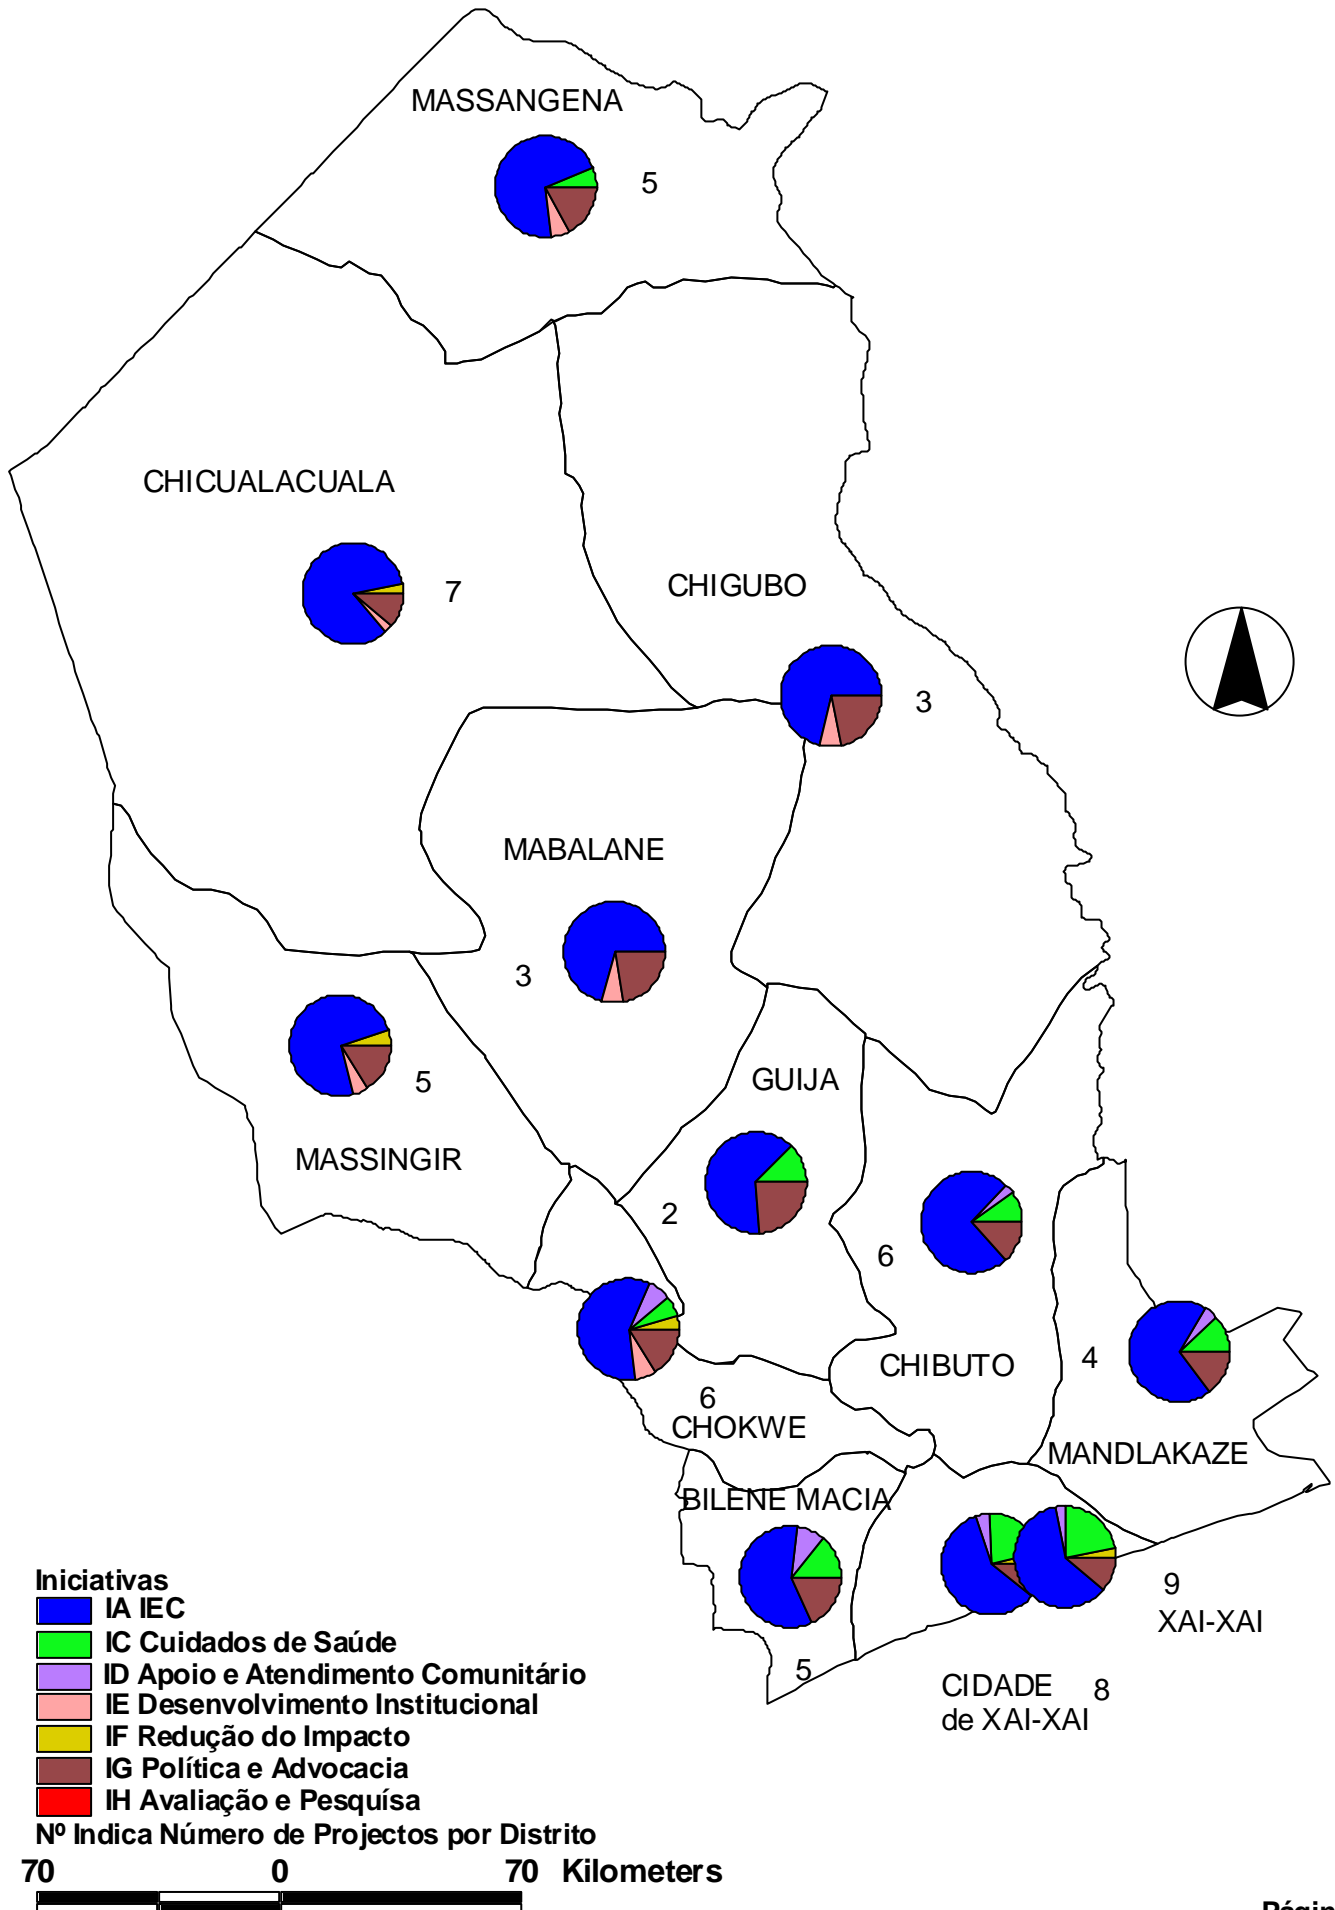 MASSANGENA
5
CHICUALACUALA
7
CHIGUBO
3
MABALANE
3
5
MASSINGIR
GUIJA
2
6
CHIBUTO
4
MANDLAKAZE
6
CHOKWE
BILENE MACIA
5
9
XAI-XAI
CIDADE 8
de XAI-XAI
Iniciativas
IA IEC
IC Cuidados de Saúde
ID Apoio e Atendimento Comunitário
IE Desenvolvimento Institucional
IF Redução do Impacto
IG Política e Advocacia
IH Avaliação e Pesquísa
Nº Indica Número de Projectos por Distrito
70 0 70 Kilometers